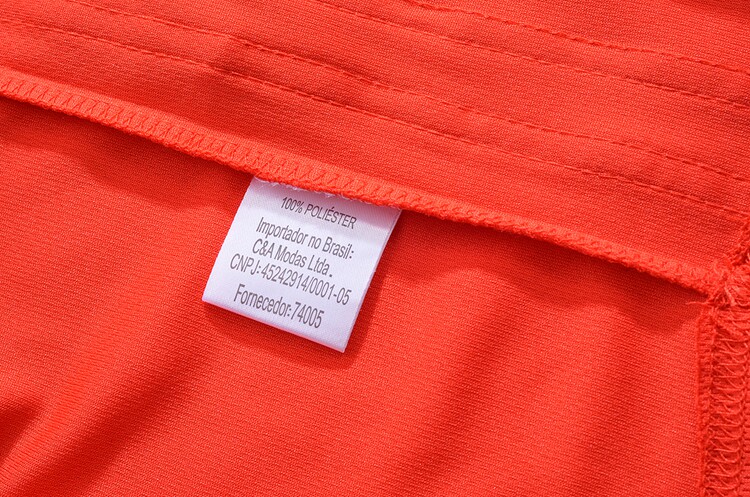 100% POLIÉSTER
Importador no Brasil:
C&A Modas Ltda.
CNPJ:45242914/0001-05
Fornecedor:74005